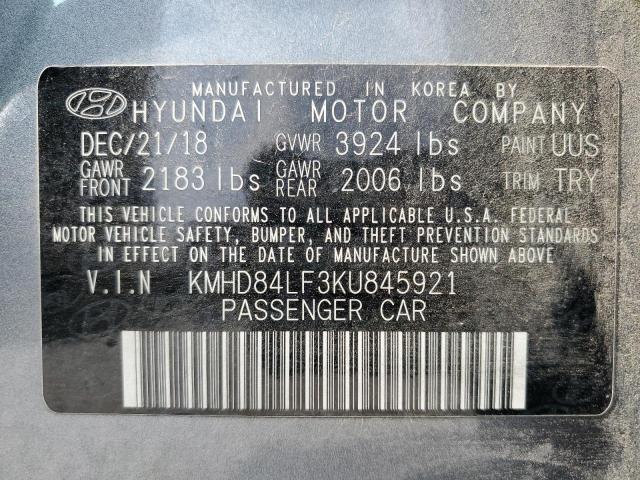 MANUFACTURED IN KOREA BY
HYUNDAI MOTOR COMPANY
DEC/21/18 GVWR 3924 lbs PAINT UUS
GAWR FRONT 2183 lbs GAWR REAR 2006 lbs TRIM TRY
THIS VEHICLE CONFORMS TO ALL APPLICABLE U.S.A. FEDERAL
MOTOR VEHICLE SAFETY, BUMPER, AND THEFT PREVENTION STANDARDS
IN EFFECT ON THE DATE OF MANUFACTURE SHOWN ABOVE.
V.I.N KMHD84LF3KU845921
PASSENGER CAR